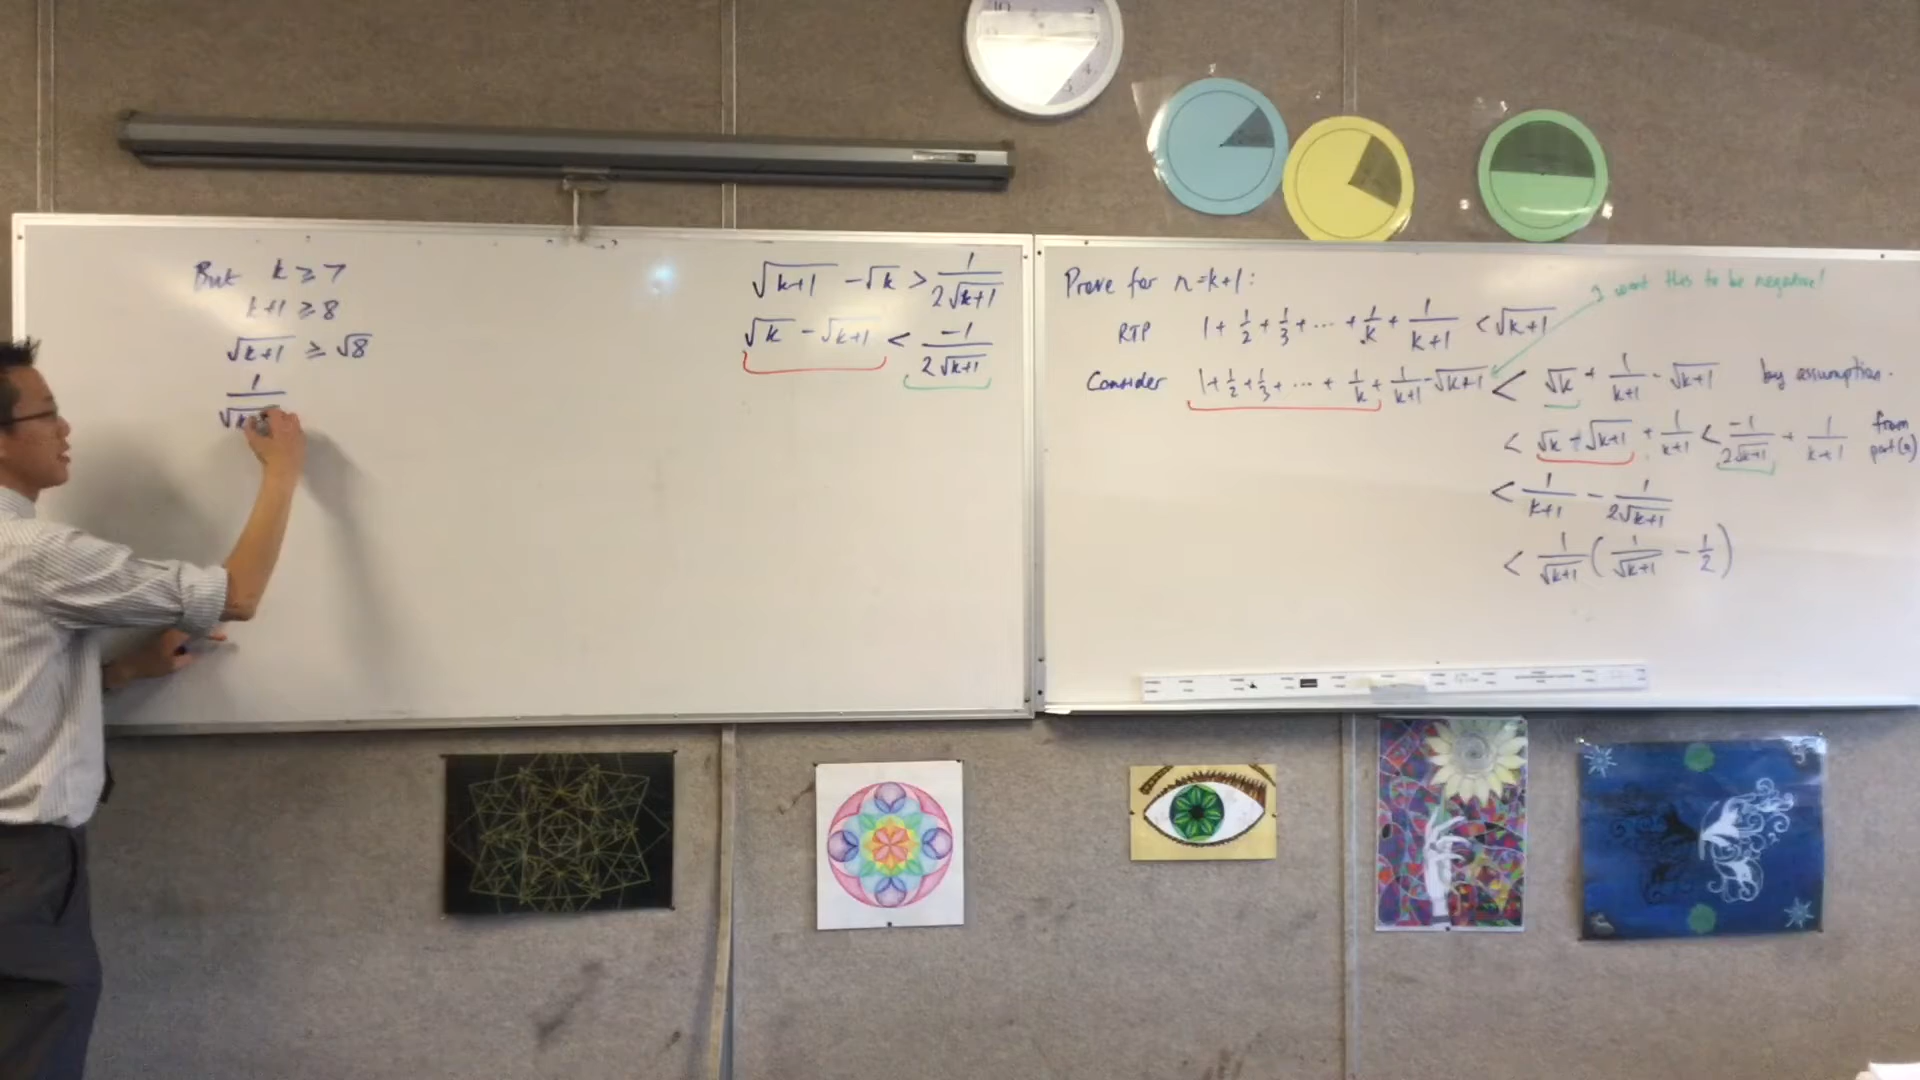 But k ≥ 7
k+1 ≥ 8
√(k+1) ≥ √8
1/√(k+
√(k+1) - √k > 1/(2√(k+1))
√k - √(k+1) < -1/(2√(k+1))
Prove for n=k+1:
I want this to be negative!
RTP 1 + 1/2 + 1/3 + ... + 1/k + 1/(k+1) < √(k+1)
Consider 1 + 1/2 + 1/3 + ... + 1/k + 1/(k+1) - √(k+1) < √k + 1/(k+1) - √(k+1) by assumption.
< √k - √(k+1) + 1/(k+1) < -1/(2√(k+1)) + 1/(k+1) from part (a)
< 1/(k+1) - 1/(2√(k+1))
< 1/√(k+1) (1/√(k+1) - 1/2)